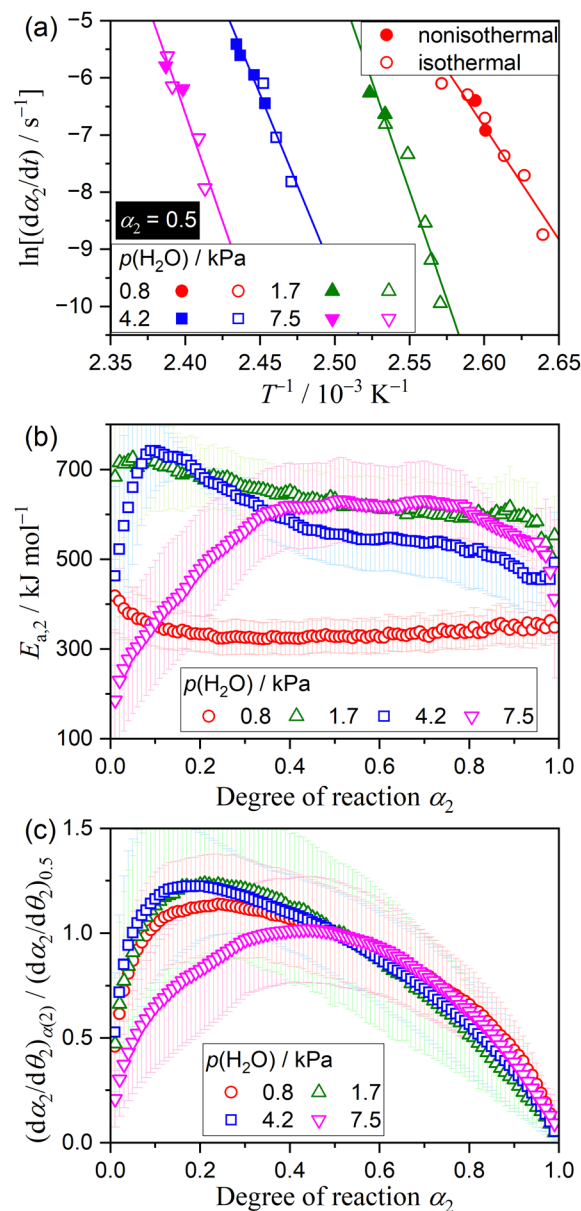 (a)
nonisothermal
isothermal
ln[(dα₂/dt) / s⁻¹]
-5
-6
-7
-8
-9
-10
α₂ = 0.5
p(H₂O) / kPa
0.8 1.7
4.2 7.5
2.35 2.40 2.45 2.50 2.55 2.60 2.65
T⁻¹ / 10⁻³ K⁻¹
(b)
Eₐ,₂ / kJ mol⁻¹
700
500
300
100
p(H₂O) / kPa
0.8 1.7 4.2 7.5
0.0 0.2 0.4 0.6 0.8 1.0
Degree of reaction α₂
(c)
(dα₂/dθ₂)α(2) / (dα₂/dθ₂)0.5
1.5
1.0
0.5
0.0
p(H₂O) / kPa
0.8 1.7
4.2 7.5
0.0 0.2 0.4 0.6 0.8 1.0
Degree of reaction α₂